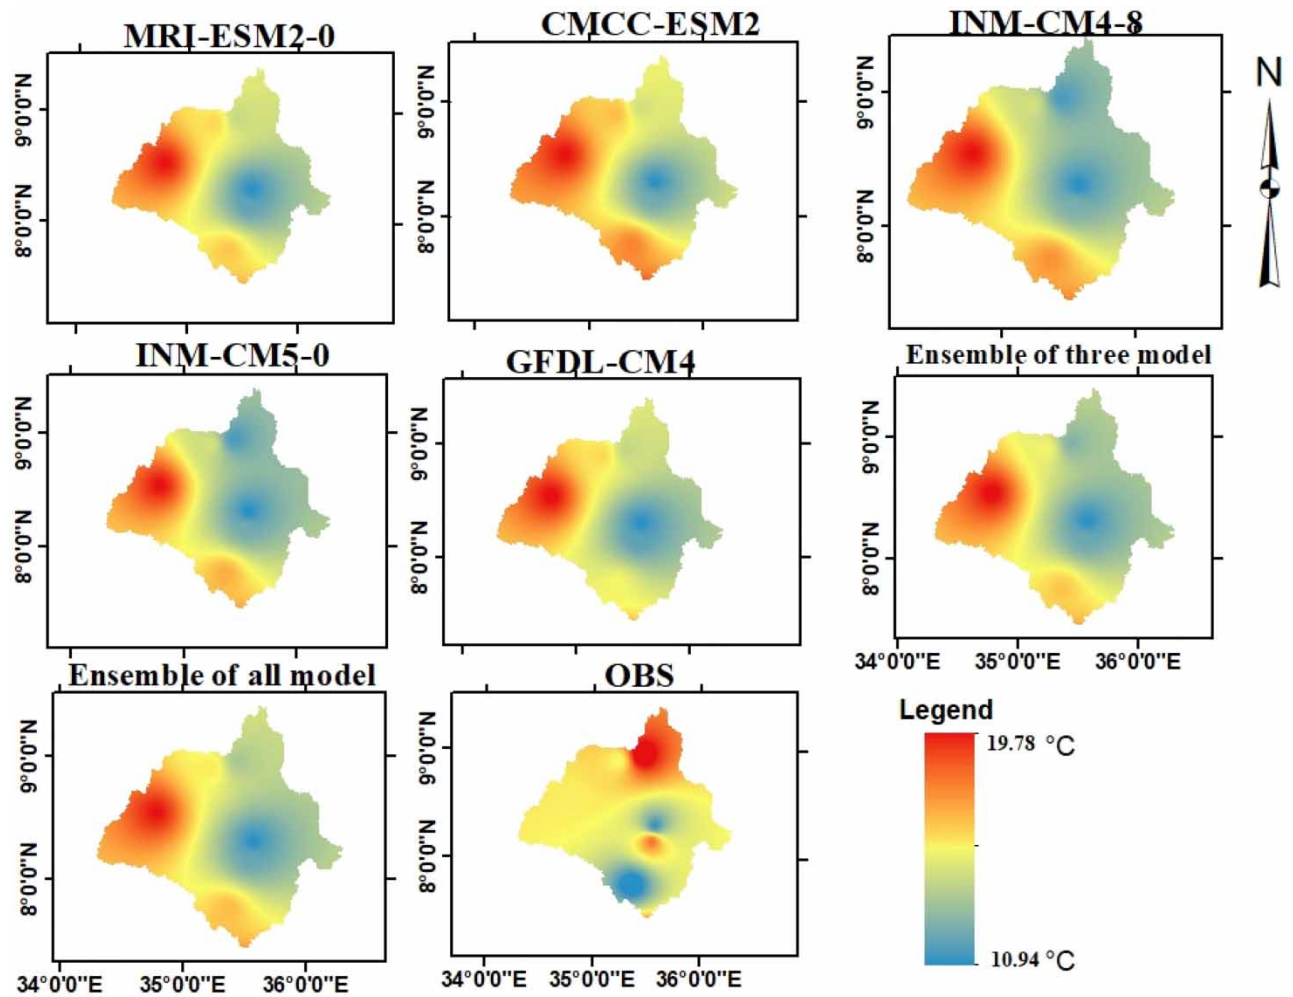 MRI-ESM2-0
CMCC-ESM2
INM-CM4-8
N
9°0'0"N
8°0'0"N
9°0'0"N
8°0'0"N
9°0'0"N
8°0'0"N
INM-CM5-0
GFDL-CM4
Ensemble of three model
9°0'0"N
8°0'0"N
9°0'0"N
8°0'0"N
9°0'0"N
8°0'0"N
34°0'0"E 35°0'0"E 36°0'0"E
Ensemble of all model
OBS
9°0'0"N
8°0'0"N
34°0'0"E 35°0'0"E 36°0'0"E
9°0'0"N
8°0'0"N
34°0'0"E 35°0'0"E 36°0'0"E
Legend
19.78 °C
10.94 °C